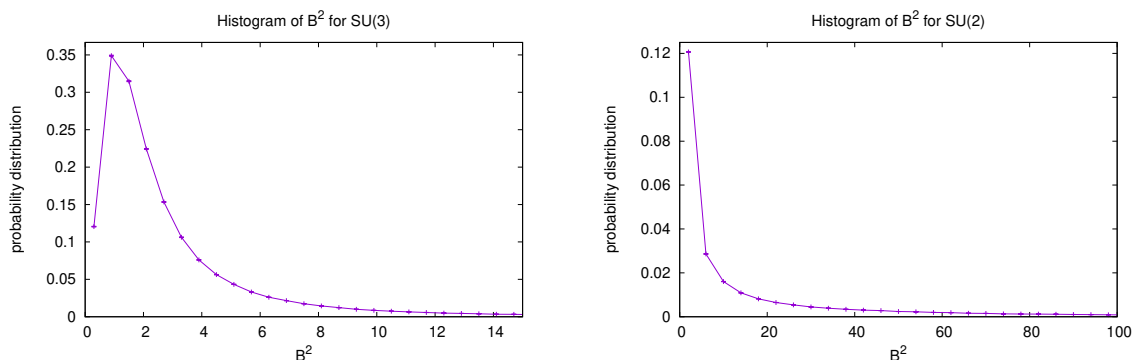 Histogram of B² for SU(3)
probability distribution
0.35
0.3
0.25
0.2
0.15
0.1
0.05
0
0 2 4 6 8 10 12 14
B²
Histogram of B² for SU(2)
probability distribution
0.12
0.1
0.08
0.06
0.04
0.02
0
0 20 40 60 80 100
B²